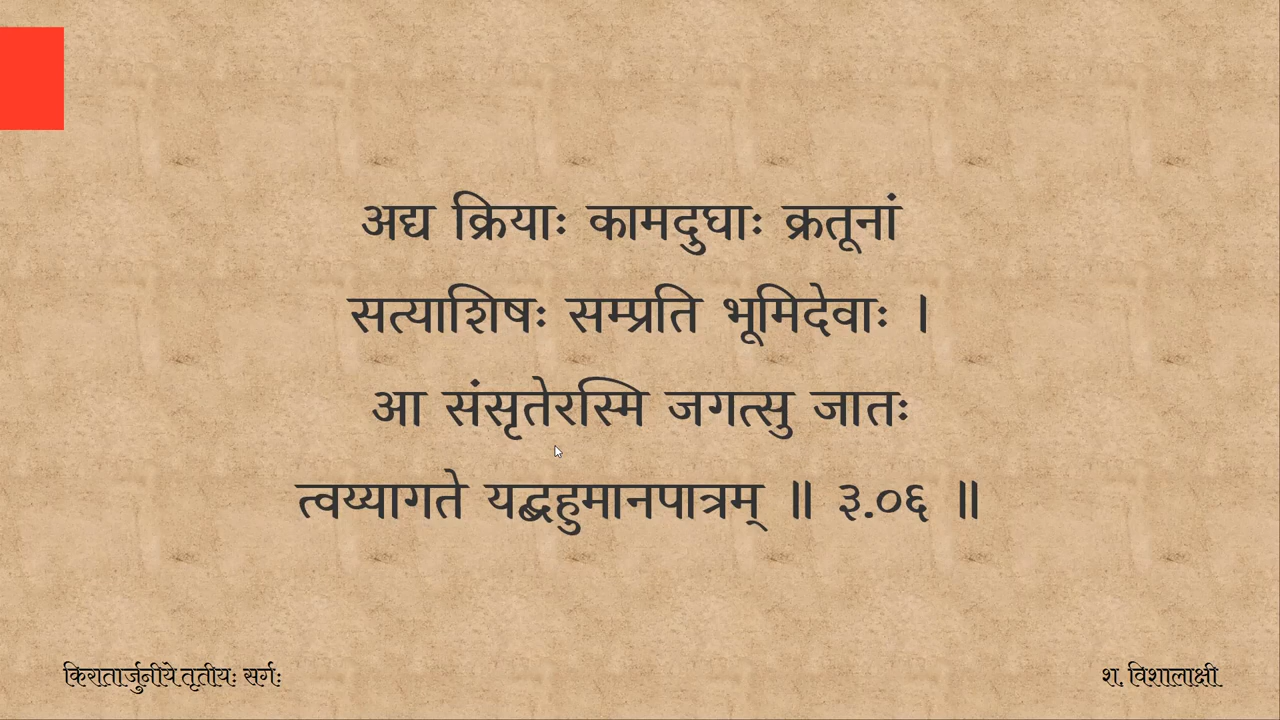 अद्य क्रियाः कामदुघाः क्रतूनां
सत्याशिषः सम्प्रति भूमिदेवाः ।
आ संसृतेरस्मि जगत्सु जातः
त्वय्यागते यद्बहुमानपात्रम् ॥ ३.०६ ॥
किरातार्जुनीये तृतीयः सर्गः
श. विशालाक्षी